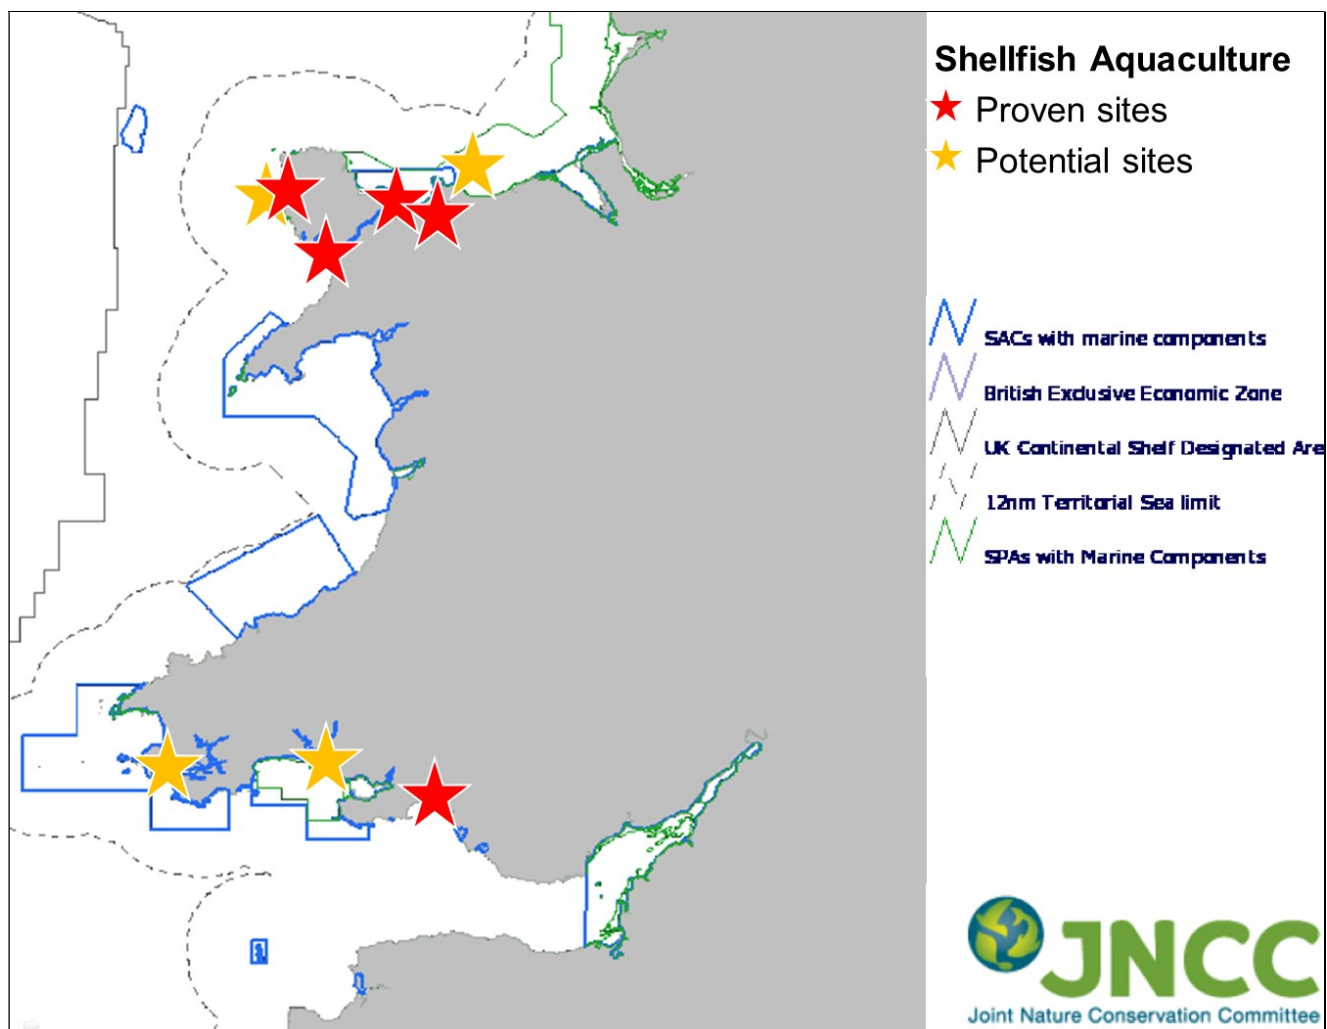 Shellfish Aquaculture
Proven sites
Potential sites
SACs with marine components
British Exclusive Economic Zone
UK Continental Shelf Designated Are
12nm Territorial Sea limit
SPAs with Marine Components
JNCC
Joint Nature Conservation Committee